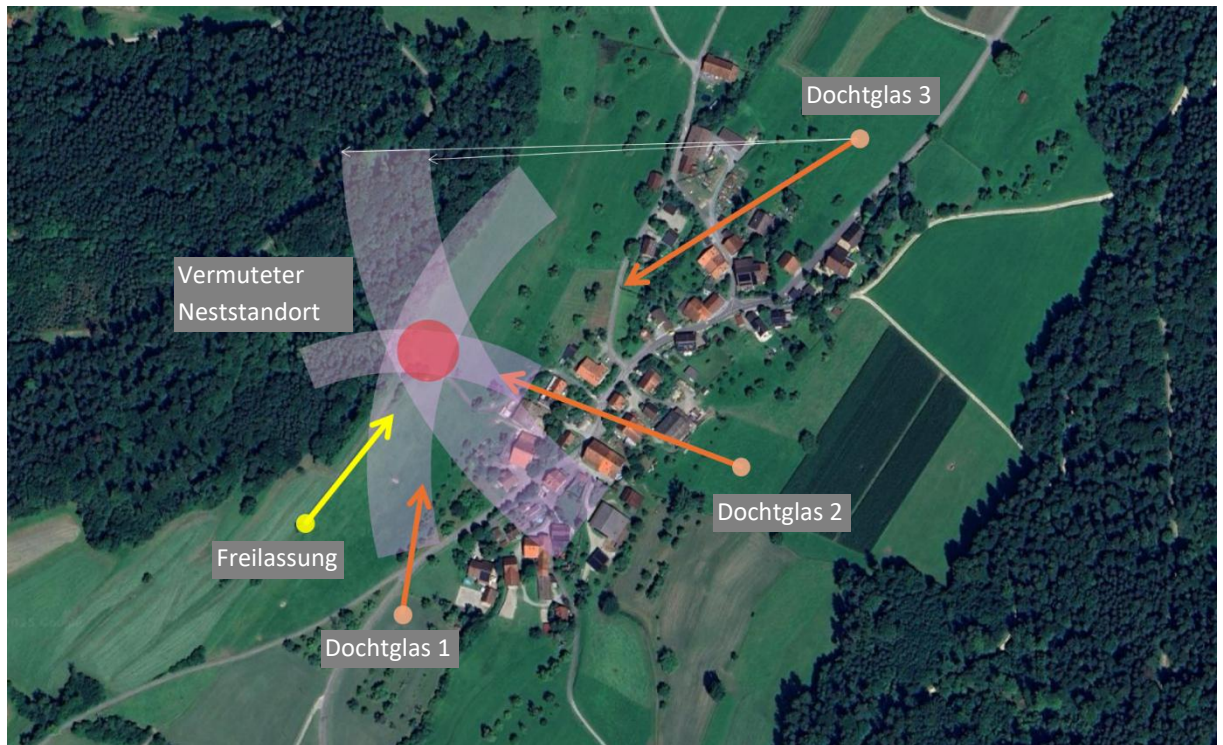 Dochtglas 3
Vermuteter
Neststandort
Dochtglas 2
Freilassung
Dochtglas 1